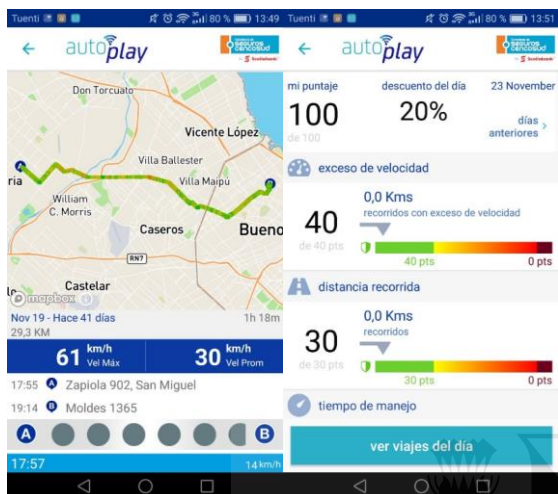 Tuenti
80 %
13:49
autoplay
seguros
cencosud
Scotiabank
Don Torcuato
Vicente López
Villa Ballester
Villa Maipú
A
B
ria
William
C. Morris
Caseros
Bueno
RN7
Castelar
mapbox
Nov 19 - Hace 41 días
1h 18m
29,3 KM
61 km/h Vel Máx
30 km/h Vel Prom
17:55 A Zapiola 902, San Miguel
19:14 B Moldes 1365
A B
17:57
14 km/h
Tuenti
80 %
13:51
autoplay
seguros
cencosud
Scotiabank
mi puntaje
descuento del día
23 November
100
20%
días
anteriores
de 100
exceso de velocidad
0,0 Kms
recorridos con exceso de velocidad
40
de 40 pts
40 pts
0 pts
distancia recorrida
0,0 Kms
recorridos
30
de 30 pts
30 pts
0 pts
tiempo de manejo
ver viajes del día